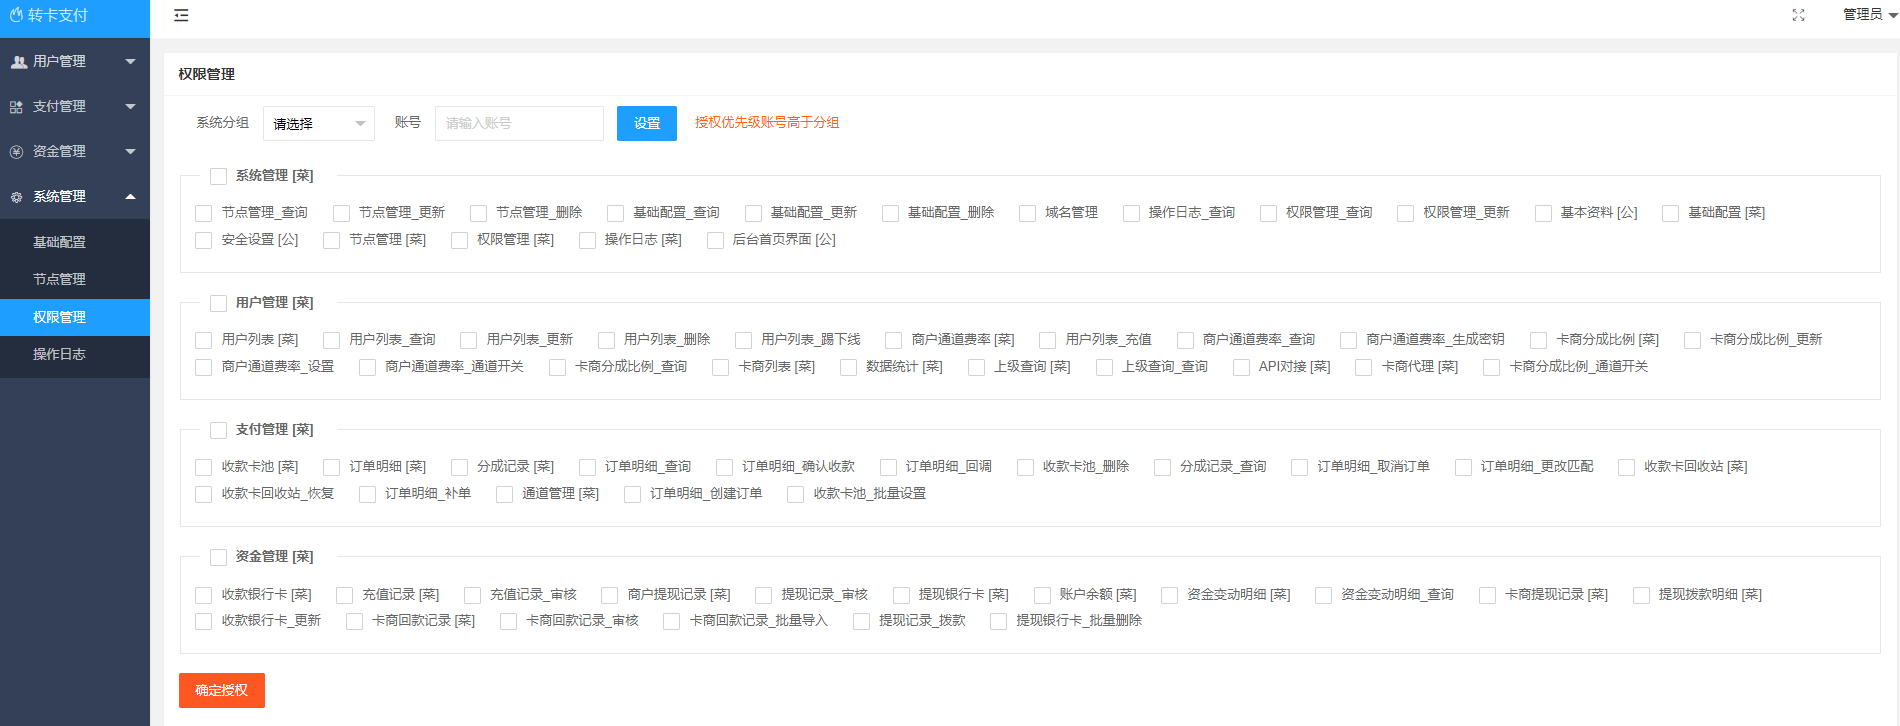 转卡支付
管理员
用户管理
支付管理
资金管理
系统管理
基础配置
节点管理
权限管理
操作日志
权限管理
系统分组 请选择 账号 请输入账号 设置 授权优先级账号高于分组
系统管理 [菜]
节点管理_查询 节点管理_更新 节点管理_删除 基础配置_查询 基础配置_更新 基础配置_删除 域名管理 操作日志_查询 权限管理_查询 权限管理_更新 基本资料 [公] 基础配置 [菜]
安全设置 [公] 节点管理 [菜] 权限管理 [菜] 操作日志 [菜] 后台首页界面 [公]
用户管理 [菜]
用户列表 [菜] 用户列表_查询 用户列表_更新 用户列表_删除 用户列表_踢下线 商户通道费率 [菜] 用户列表_充值 商户通道费率_查询 商户通道费率_生成密钥 卡商分成比例 [菜] 卡商分成比例_更新
商户通道费率_设置 商户通道费率_通道开关 卡商分成比例_查询 卡商列表 [菜] 数据统计 [菜] 上级查询 [菜] 上级查询_查询 API对接 [菜] 卡商代理 [菜] 卡商分成比例_通道开关
支付管理 [菜]
收款卡池 [菜] 订单明细 [菜] 分成记录 [菜] 订单明细_查询 订单明细_确认收款 订单明细_回调 收款卡池_删除 分成记录_查询 订单明细_取消订单 订单明细_更改匹配 收款卡回收站 [菜]
收款卡回收站_恢复 订单明细_补单 通道管理 [菜] 订单明细_创建订单 收款卡池_批量设置
资金管理 [菜]
收款银行卡 [菜] 充值记录 [菜] 充值记录_审核 商户提现记录 [菜] 提现记录_审核 提现银行卡 [菜] 账户余额 [菜] 资金变动明细 [菜] 资金变动明细_查询 卡商提现记录 [菜] 提现拨款明细 [菜]
收款银行卡_更新 卡商回款记录 [菜] 卡商回款记录_审核 卡商回款记录_批量导入 提现记录_拨款 提现银行卡_批量删除
确定授权